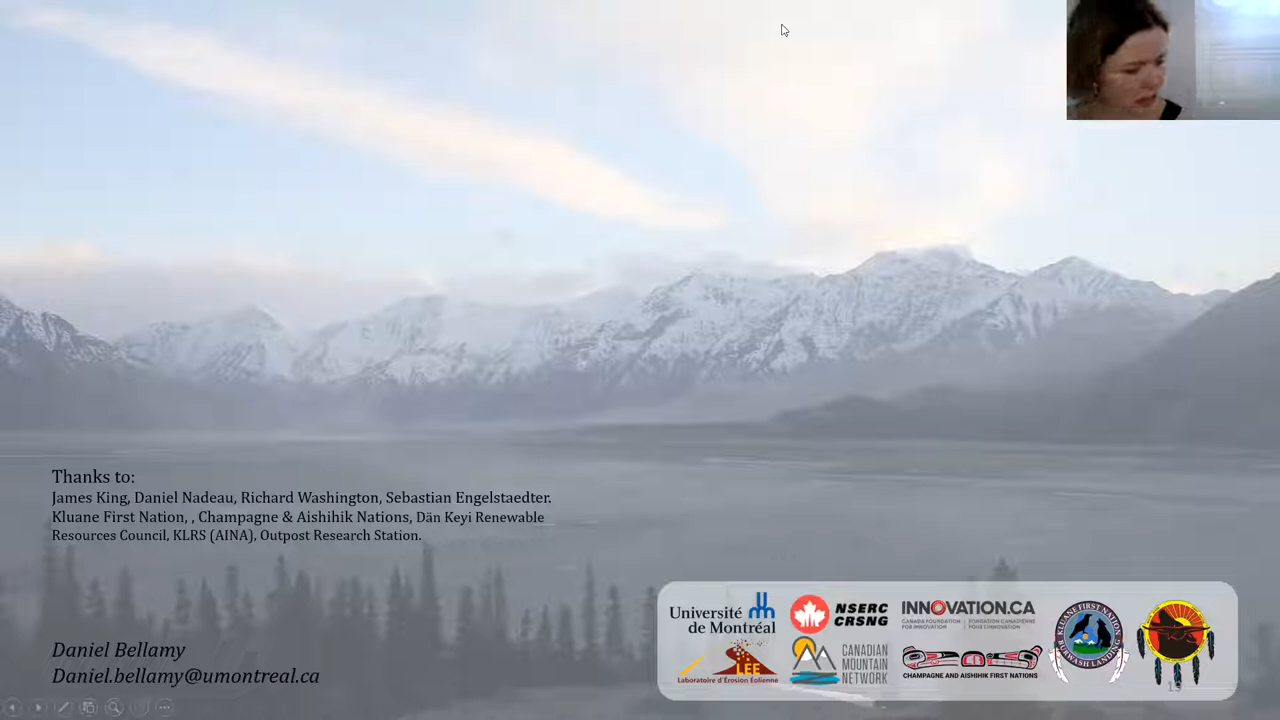 Thanks to:
James King, Daniel Nadeau, Richard Washington, Sebastian Engelstaedter.
Kluane First Nation, , Champagne & Aishihik Nations, Dän Keyi Renewable
Resources Council, KLRS (AINA), Outpost Research Station.
Daniel Bellamy
Daniel.bellamy@umontreal.ca
Université
de Montréal
NSERC
CRSNG
INNOVATION.CA
CANADA FOUNDATION
FOR INNOVATION
FONDATION CANADIENNE
POUR L'INNOVATION
LEE
Laboratoire d'Érosion Éolienne
CANADIAN
MOUNTAIN
NETWORK
CHAMPAGNE AND AISHIHIK FIRST NATIONS
KLUANE FIRST NATION
BURWASH LANDING